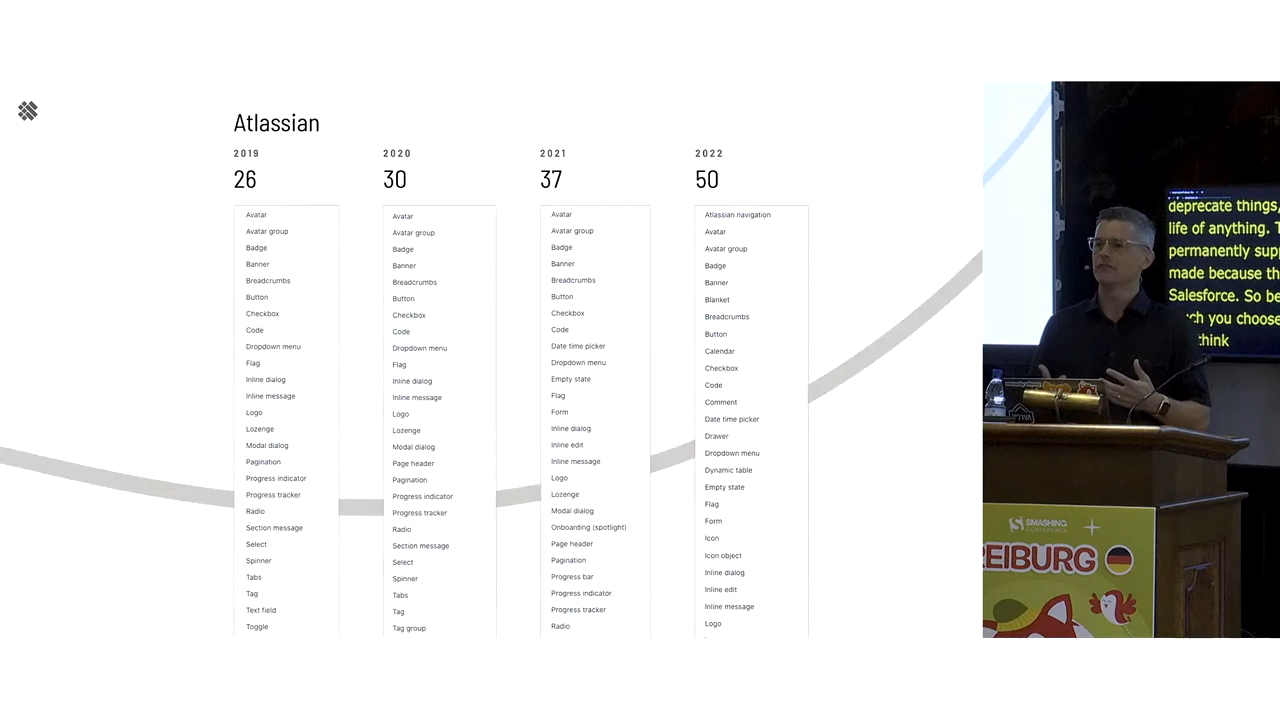 Atlassian
2019
26
Avatar
Avatar group
Badge
Banner
Breadcrumbs
Button
Checkbox
Code
Dropdown menu
Flag
Inline dialog
Inline message
Logo
Lozenge
Modal dialog
Pagination
Progress indicator
Progress tracker
Radio
Section message
Select
Spinner
Tabs
Tag
Text field
Toggle
2020
30
Avatar
Avatar group
Badge
Banner
Breadcrumbs
Button
Checkbox
Code
Dropdown menu
Flag
Inline dialog
Inline message
Logo
Lozenge
Modal dialog
Page header
Pagination
Progress indicator
Progress tracker
Radio
Section message
Select
Spinner
Tabs
Tag
Tag group
2021
37
Avatar
Avatar group
Badge
Banner
Breadcrumbs
Button
Checkbox
Code
Date time picker
Dropdown menu
Empty state
Flag
Form
Inline dialog
Inline edit
Inline message
Logo
Lozenge
Modal dialog
Onboarding (spotlight)
Page header
Pagination
Progress bar
Progress indicator
Progress tracker
Radio
2022
50
Atlassian navigation
Avatar
Avatar group
Badge
Banner
Blanket
Breadcrumbs
Button
Calendar
Checkbox
Code
Comment
Date time picker
Drawer
Dropdown menu
Dynamic table
Empty state
Flag
Form
Icon
Icon object
Inline dialog
Inline edit
Inline message
Logo
deprecate things,
life of anything. T
permanently supp
made because th
Salesforce. So be
ch you choose
think
SMASHING
CONFERENCE
REIBURG